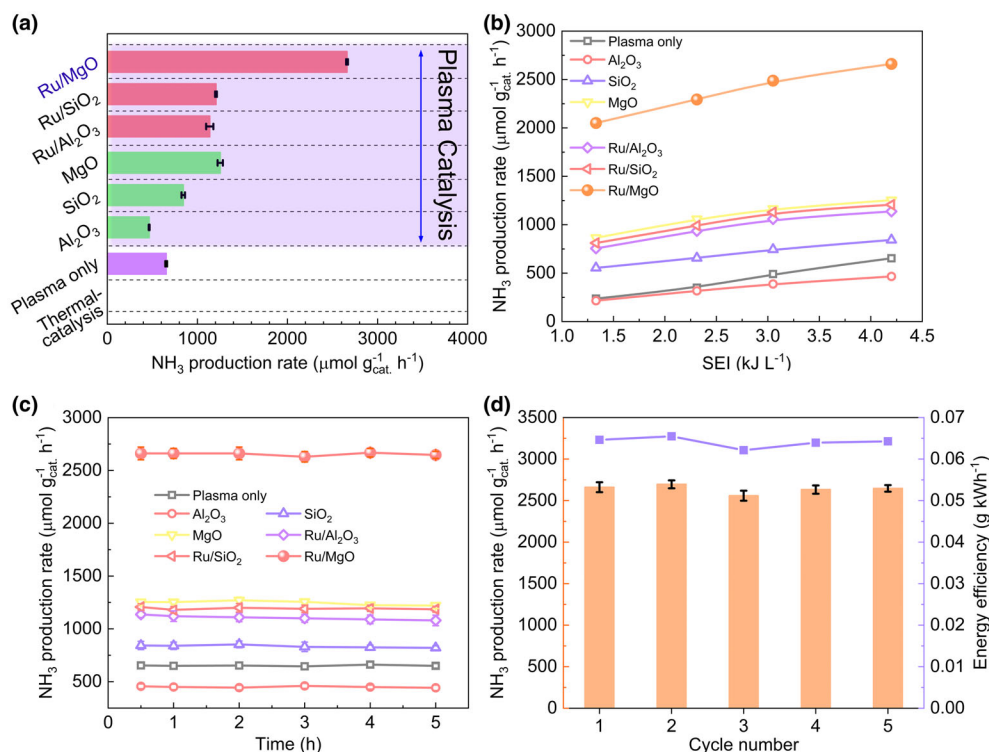 (a)
Ru/MgO
Ru/SiO₂
Ru/Al₂O₃
MgO
SiO₂
Al₂O₃
Plasma only
Thermal-
catalysis
Plasma Catalysis
0 1000 2000 3000 4000
NH₃ production rate (μmol g⁻¹cat. h⁻¹)
(b)
3000
2500
2000
1500
1000
500
0
NH₃ production rate (μmol g⁻¹cat. h⁻¹)
Plasma only
Al₂O₃
SiO₂
MgO
Ru/Al₂O₃
Ru/SiO₂
Ru/MgO
1.0 1.5 2.0 2.5 3.0 3.5 4.0 4.5
SEI (kJ L⁻¹)
(c)
3000
2500
2000
1500
1000
500
NH₃ production rate (μmol g⁻¹cat. h⁻¹)
Plasma only
Al₂O₃ SiO₂
MgO Ru/Al₂O₃
Ru/SiO₂ Ru/MgO
0 1 2 3 4 5
Time (h)
(d)
3500
3000
2500
2000
1500
1000
500
0
NH₃ production rate (μmol g⁻¹cat. h⁻¹)
0.07
0.06
0.05
0.04
0.03
0.02
0.01
0.00
Energy efficiency (g kWh⁻¹)
1 2 3 4 5
Cycle number